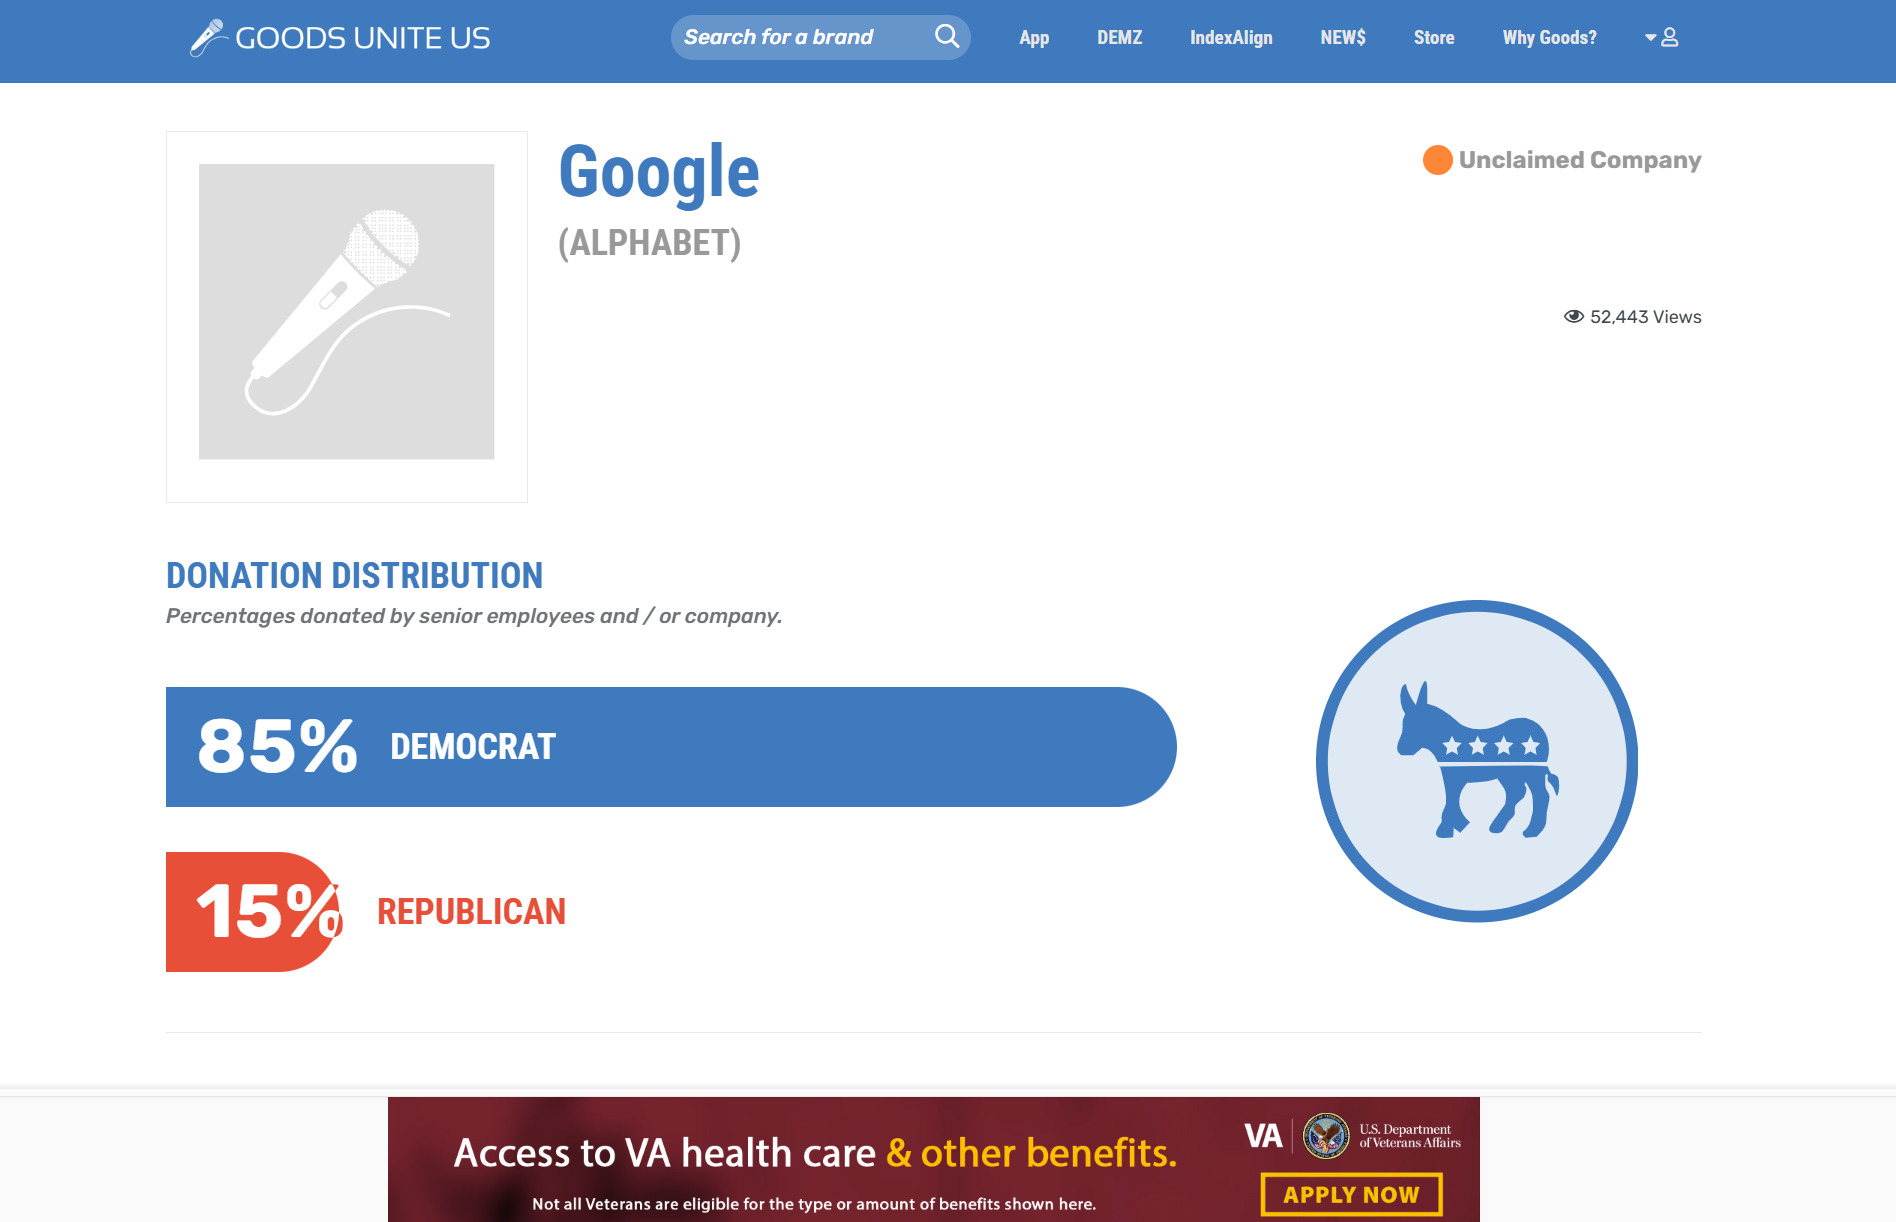 GOODS UNITE US
Search for a brand
App
DEMZ
IndexAlign
NEW$
Store
Why Goods?
Google
(ALPHABET)
Unclaimed Company
52,443 Views
DONATION DISTRIBUTION
Percentages donated by senior employees and / or company.
85% DEMOCRAT
15% REPUBLICAN
Access to VA health care & other benefits.
Not all Veterans are eligible for the type or amount of benefits shown here.
VA
U.S. Department
of Veterans Affairs
APPLY NOW